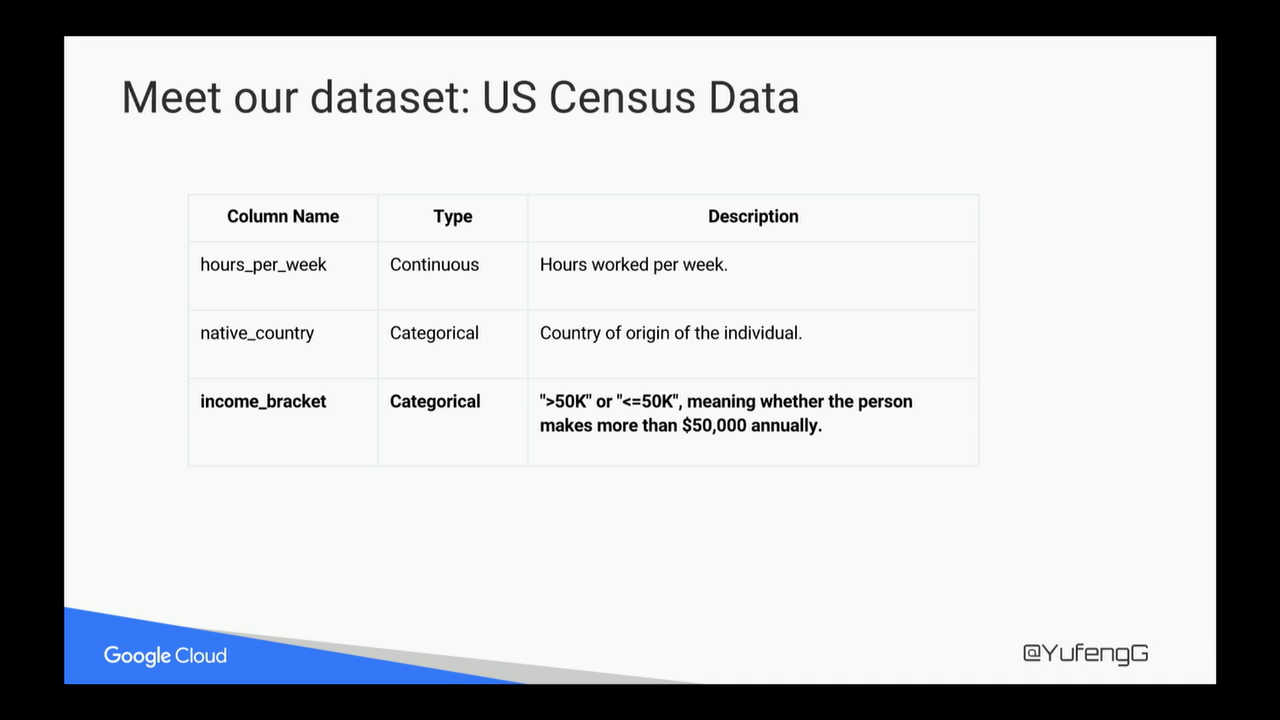 Meet our dataset: US Census Data
Column Name Type Description
hours_per_week Continuous Hours worked per week.
native_country Categorical Country of origin of the individual.
income_bracket Categorical ">50K" or "<=50K", meaning whether the person
makes more than $50,000 annually.
Google Cloud
@YufengG